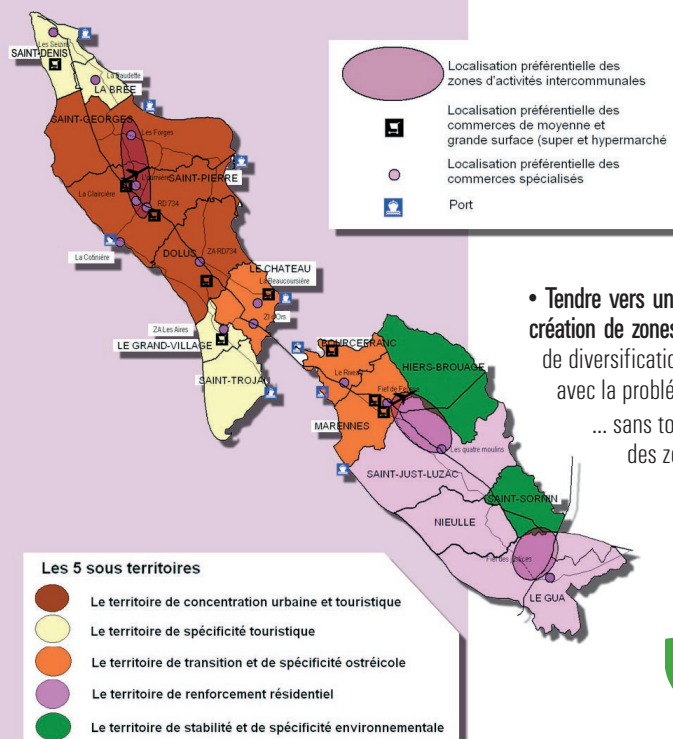 Les Seizins
SAINT-DENIS
La Baudette
LA BREE
SAINT-GEORGES
Les Forges
SAINT-PIERRE
La Claircière
RD 734
La Cotinière
DOLUS
ZA RD734
LE CHATEAU
La Beaucoursière
ZI d'Ors
ZA Les Aires
LE GRAND-VILLAGE
SAINT-TROJAN
BOURCEFRANC
HIERS-BROUAGE
Le Riveau
MARENNES
Les quatre moulins
SAINT-JUST-LUZAC
SAINT-SORNIN
NIEULLE
LE GUA
Localisation préférentielle des
zones d'activités intercommunales
Localisation préférentielle des
commerces de moyenne et
grande surface (super et hypermarché
Localisation préférentielle des
commerces spécialisés
Port
• Tendre vers un
création de zones
de diversificatio
avec la problé
... sans to
des ze
Les 5 sous territoires
Le territoire de concentration urbaine et touristique
Le territoire de spécificité touristique
Le territoire de transition et de spécificité ostréicole
Le territoire de renforcement résidentiel
Le territoire de stabilité et de spécificité environnementale